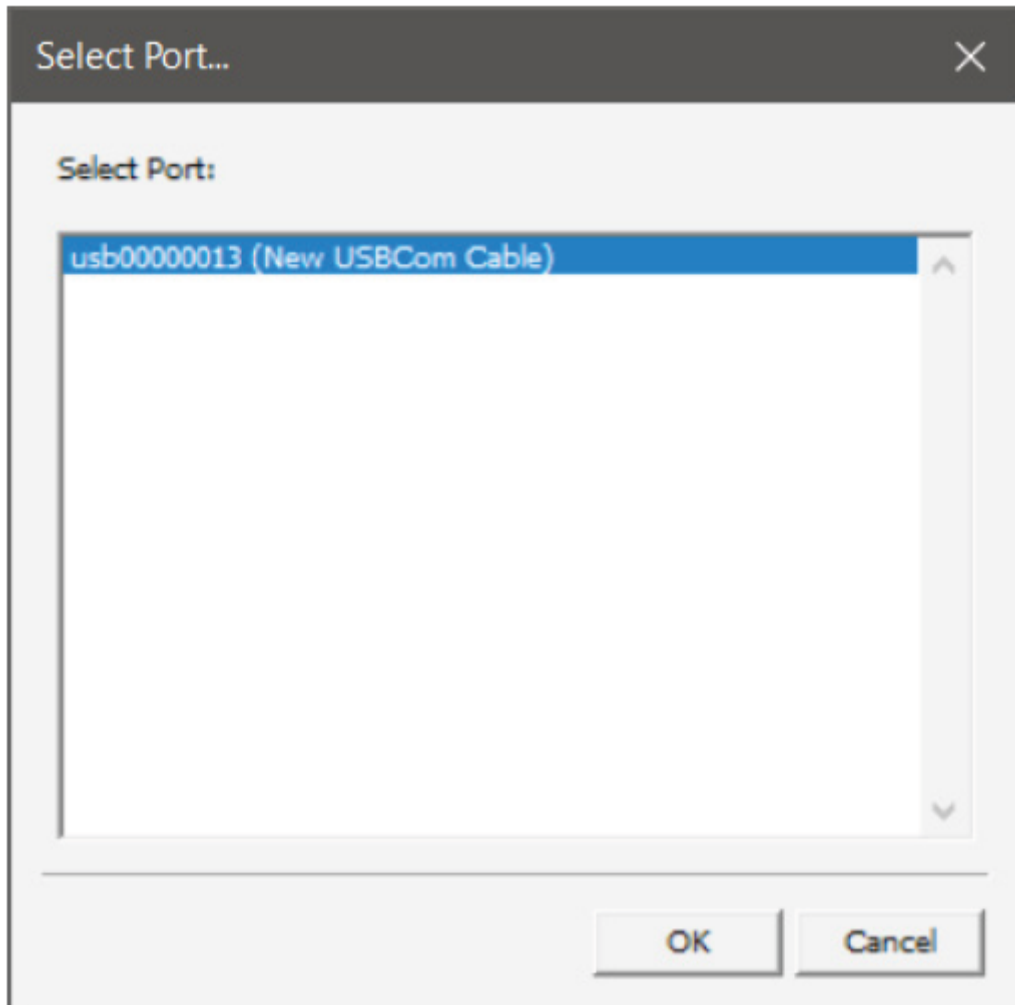 Select Port...
Select Port:
usb00000013 (New USBCom Cable)
OK
Cancel